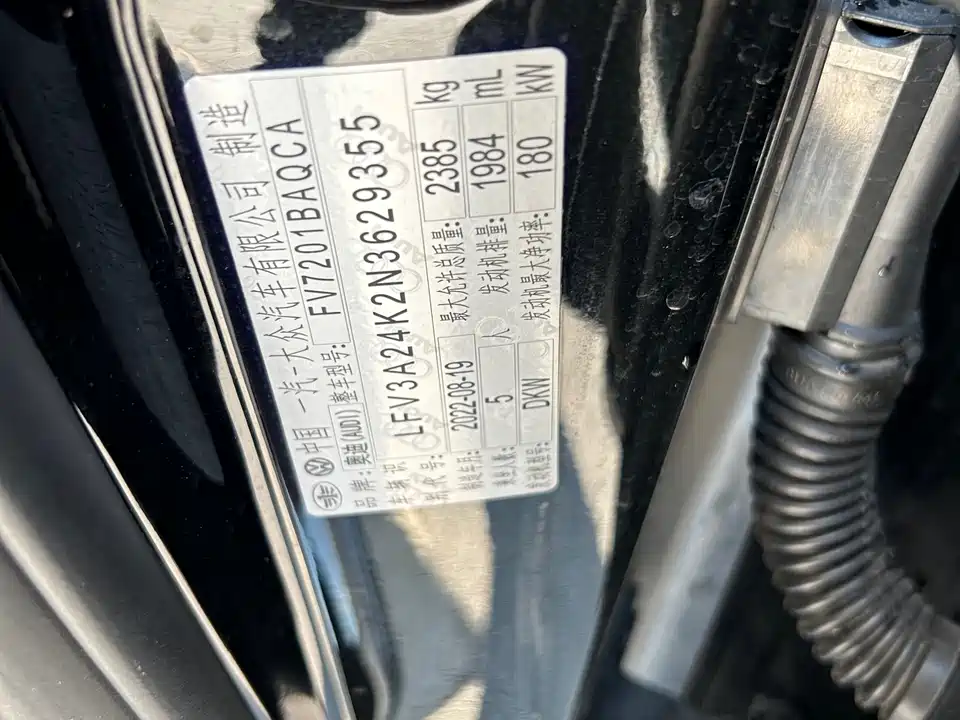 中国 一汽-大众汽车有限公司 制造
品牌: 奥迪(AUDI) 整车型号: FV7201BAQCA
车辆识别代号: LFV3A24K2N3629355
制造年月: 2022-08-19 最大允许总质量: 2385 kg
乘坐人数: 5 人 发动机排量: 1984 mL
发动机型号: DKW 发动机最大净功率: 180 kW